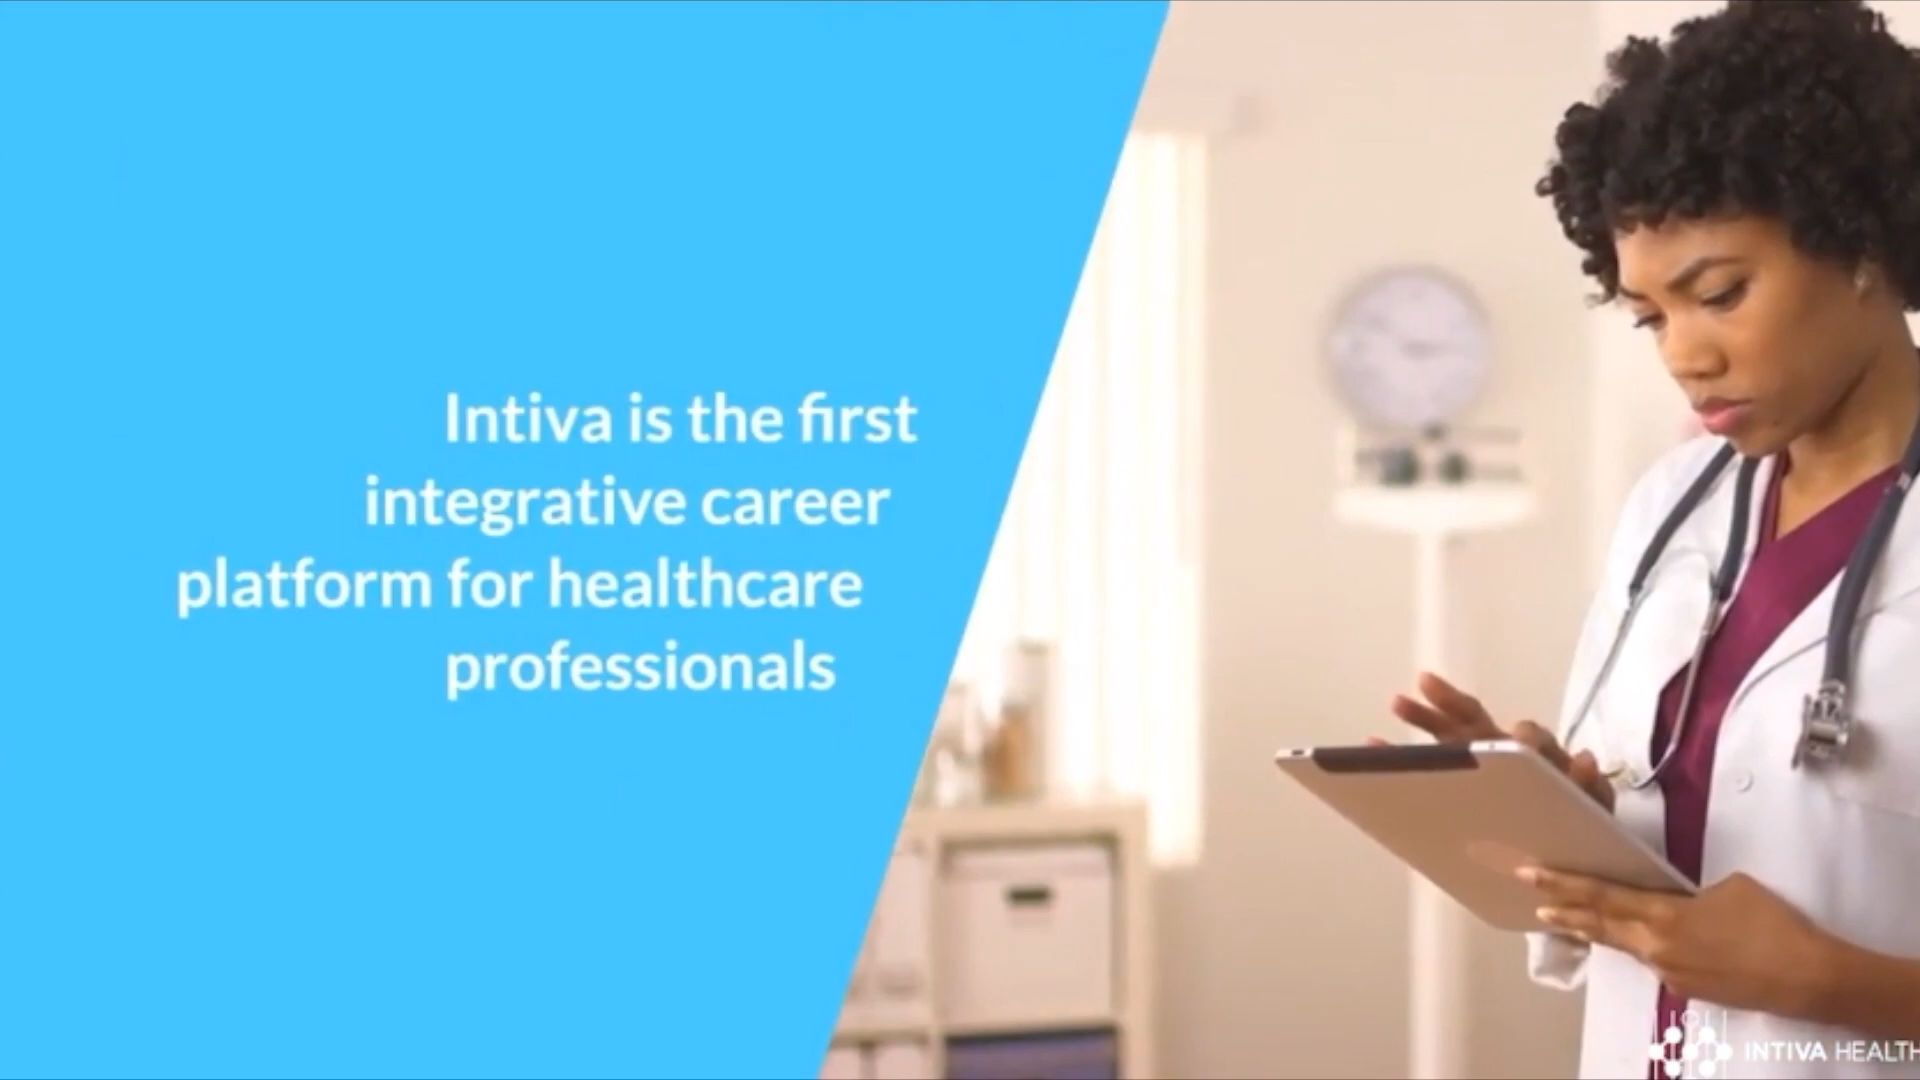 Intiva is the first
integrative career
platform for healthcare
professionals
INTIVA HEALTH